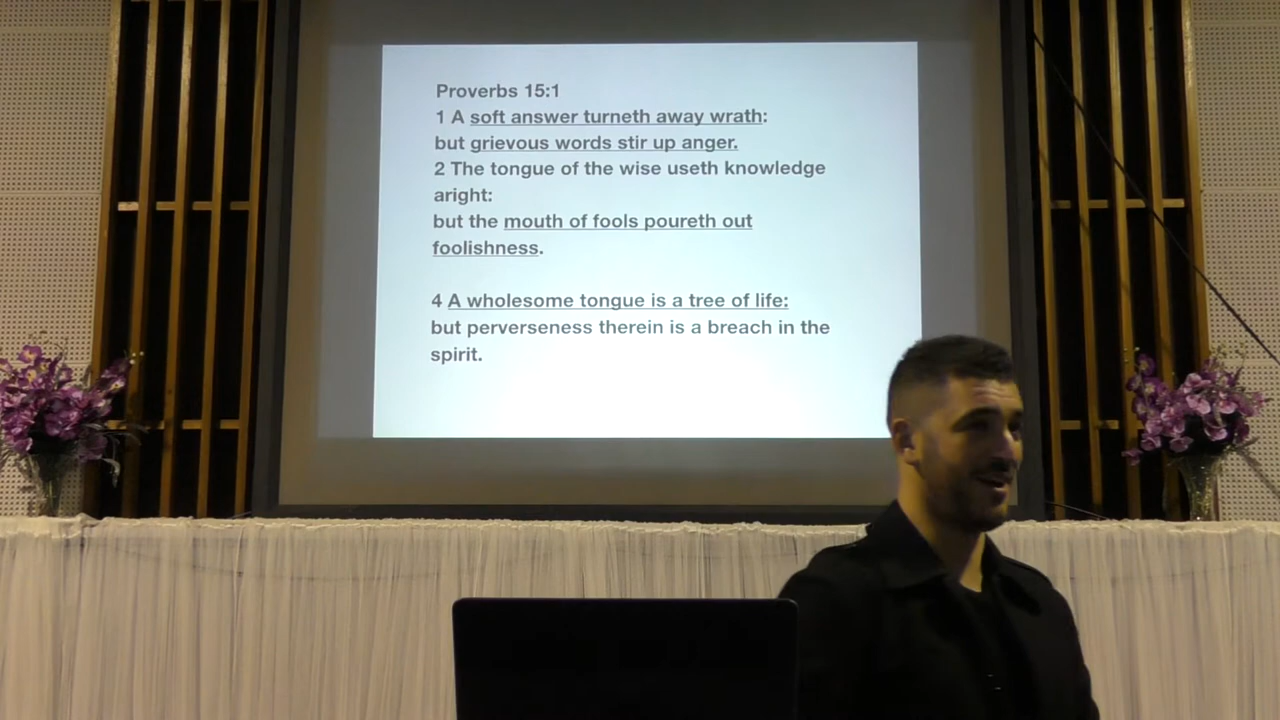 Proverbs 15:1
1 A soft answer turneth away wrath:
but grievous words stir up anger.
2 The tongue of the wise useth knowledge
aright:
but the mouth of fools poureth out
foolishness.
4 A wholesome tongue is a tree of life:
but perverseness therein is a breach in the
spirit.